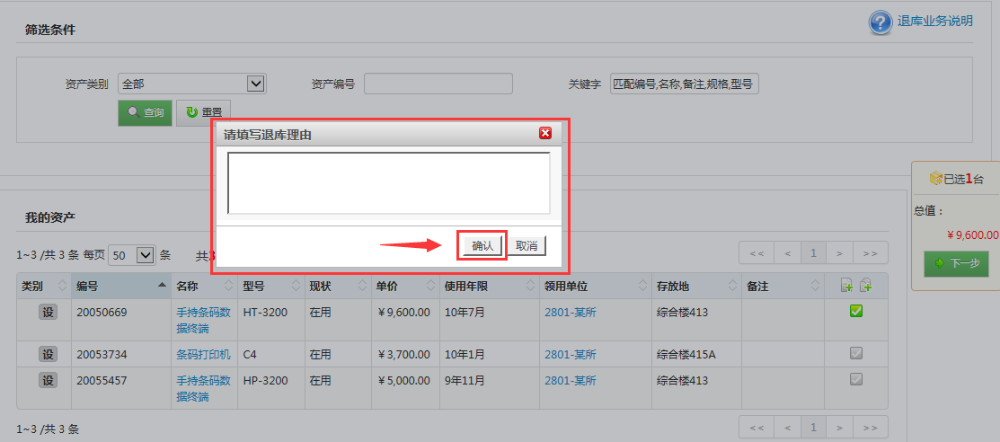 筛选条件
退库业务说明
资产类别 全部 资产编号 关键字 匹配编号,名称,备注,规格,型号
查询 重置
请填写退库理由
确认 取消
已选1台
总值：
￥9,600.00
下一步
我的资产
1~3 /共 3 条 每页 50 条 共3
<< < 1 > >>
类别 编号 名称 型号 现状 单价 使用年限 领用单位 存放地 备注
设 20050669 手持条码数据终端 HT-3200 在用 ￥9,600.00 10年7月 2801-某所 综合楼413
设 20053734 条码打印机 C4 在用 ￥3,700.00 10年1月 2801-某所 综合楼415A
设 20055457 手持条码数据终端 HP-3200 在用 ￥5,000.00 9年11月 2801-某所 综合楼413
1~3 /共 3 条
<< < 1 > >>